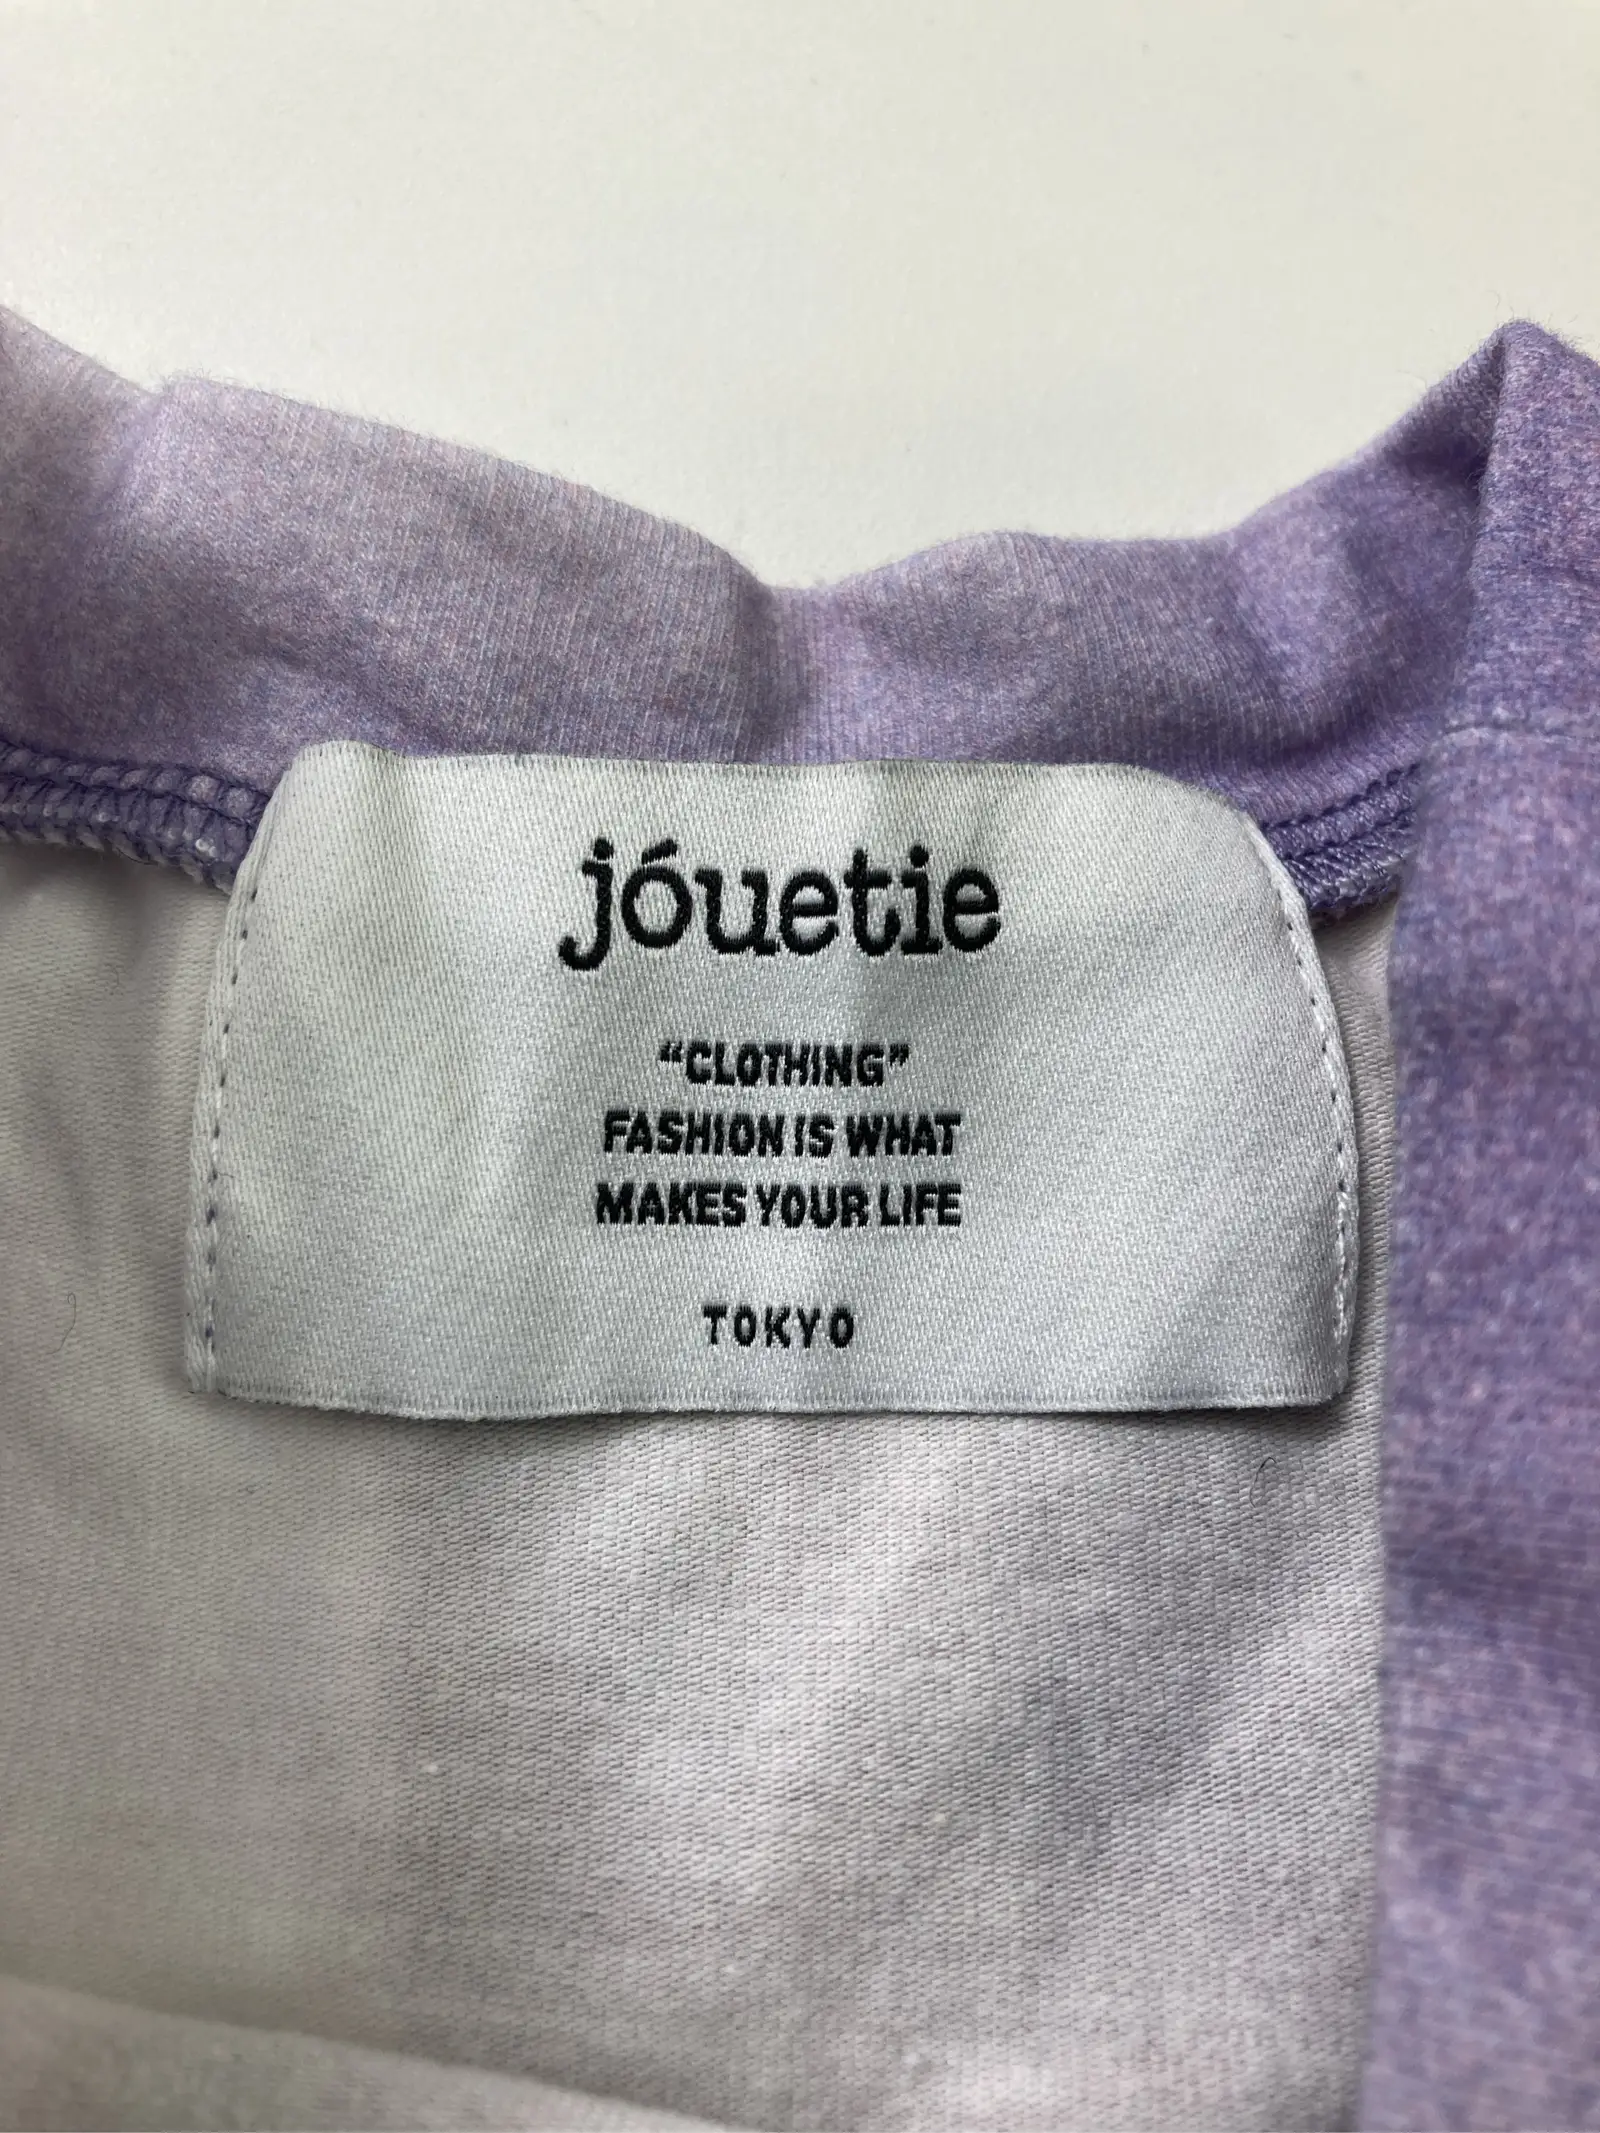 jóuetie
“CLOTHING”
FASHION IS WHAT
MAKES YOUR LIFE
TOKYO